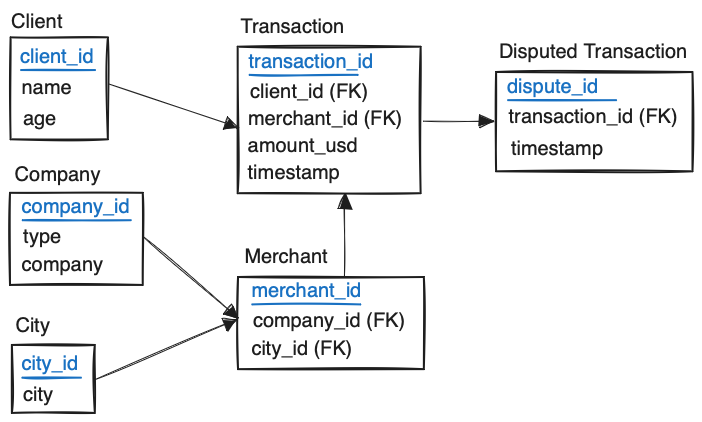 Client
client_id
name
age
Transaction
transaction_id
client_id (FK)
merchant_id (FK)
amount_usd
timestamp
Disputed Transaction
dispute_id
transaction_id (FK)
timestamp
Company
company_id
type
company
Merchant
merchant_id
company_id (FK)
city_id (FK)
City
city_id
city